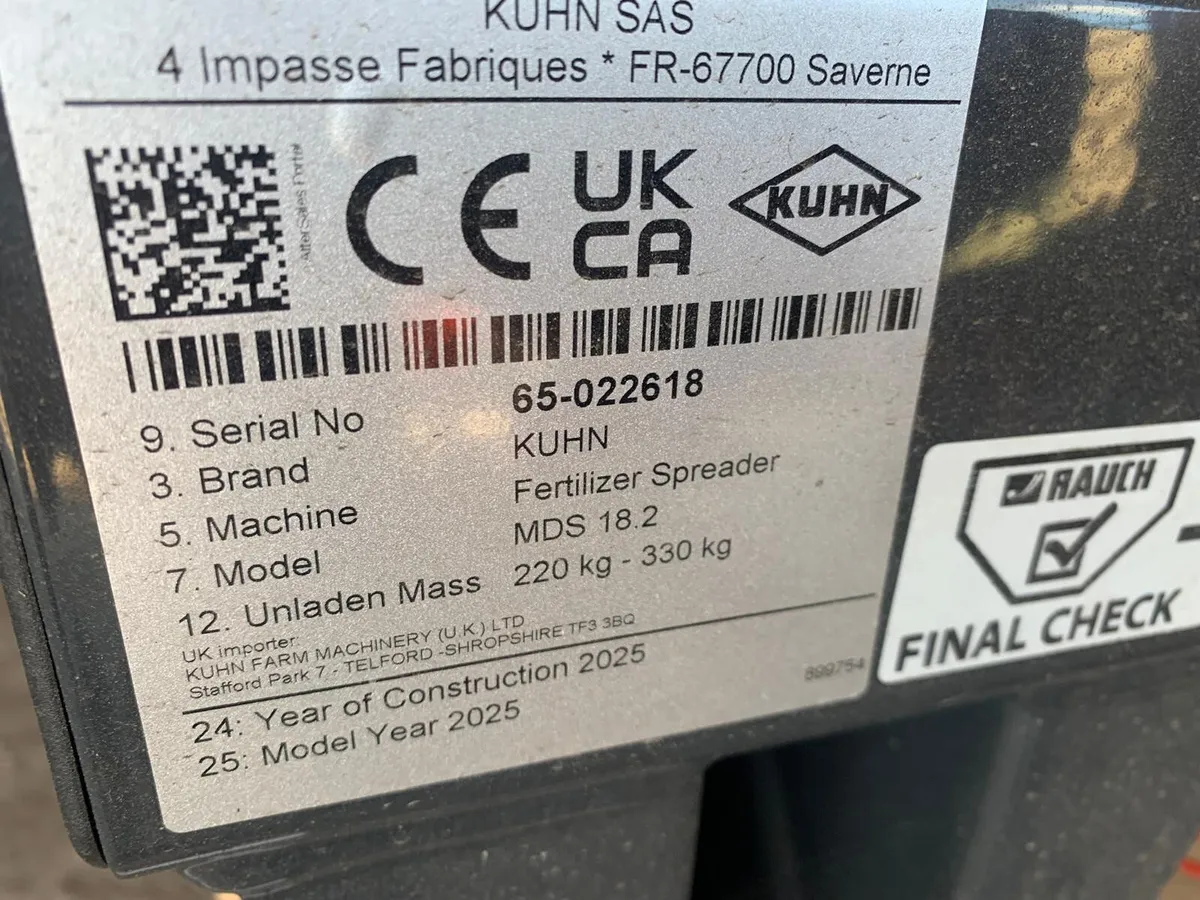 KUHN SAS
4 Impasse Fabriques * FR-67700 Saverne
After Sales Portal
CE
UK
CA
KUHN
9. Serial No 65-022618
3. Brand KUHN
5. Machine Fertilizer Spreader
7. Model MDS 18.2
12. Unladen Mass 220 kg - 330 kg
UK importer:
KUHN FARM MACHINERY (U.K.) LTD
Stafford Park 7 - TELFORD -SHROPSHIRE TF3 3BQ
899754
24: Year of Construction 2025
25: Model Year 2025
RAUCH
FINAL CHECK